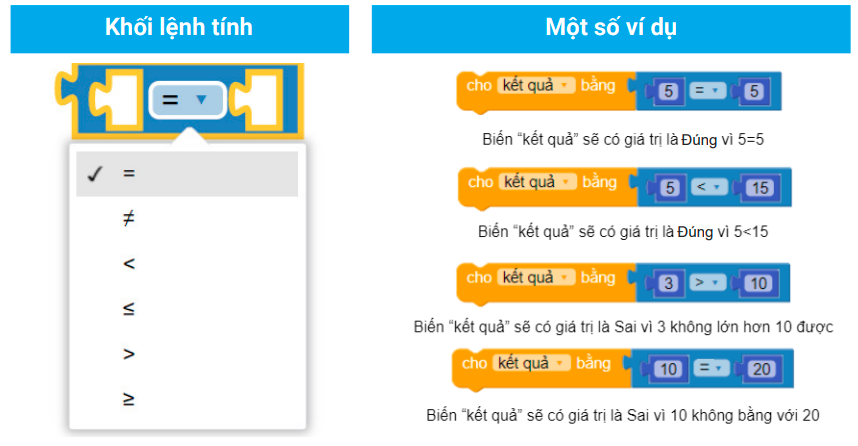 Khối lệnh tính
= ▼
✓ =
≠
<
≤
>
≥
Một số ví dụ
cho kết quả ▼ bằng 5 = ▼ 5
Biến “kết quả” sẽ có giá trị là Đúng vì 5=5
cho kết quả ▼ bằng 5 < ▼ 15
Biến “kết quả” sẽ có giá trị là Đúng vì 5<15
cho kết quả ▼ bằng 3 > ▼ 10
Biến “kết quả” sẽ có giá trị là Sai vì 3 không lớn hơn 10 được
cho kết quả ▼ bằng 10 = ▼ 20
Biến “kết quả” sẽ có giá trị là Sai vì 10 không bằng với 20